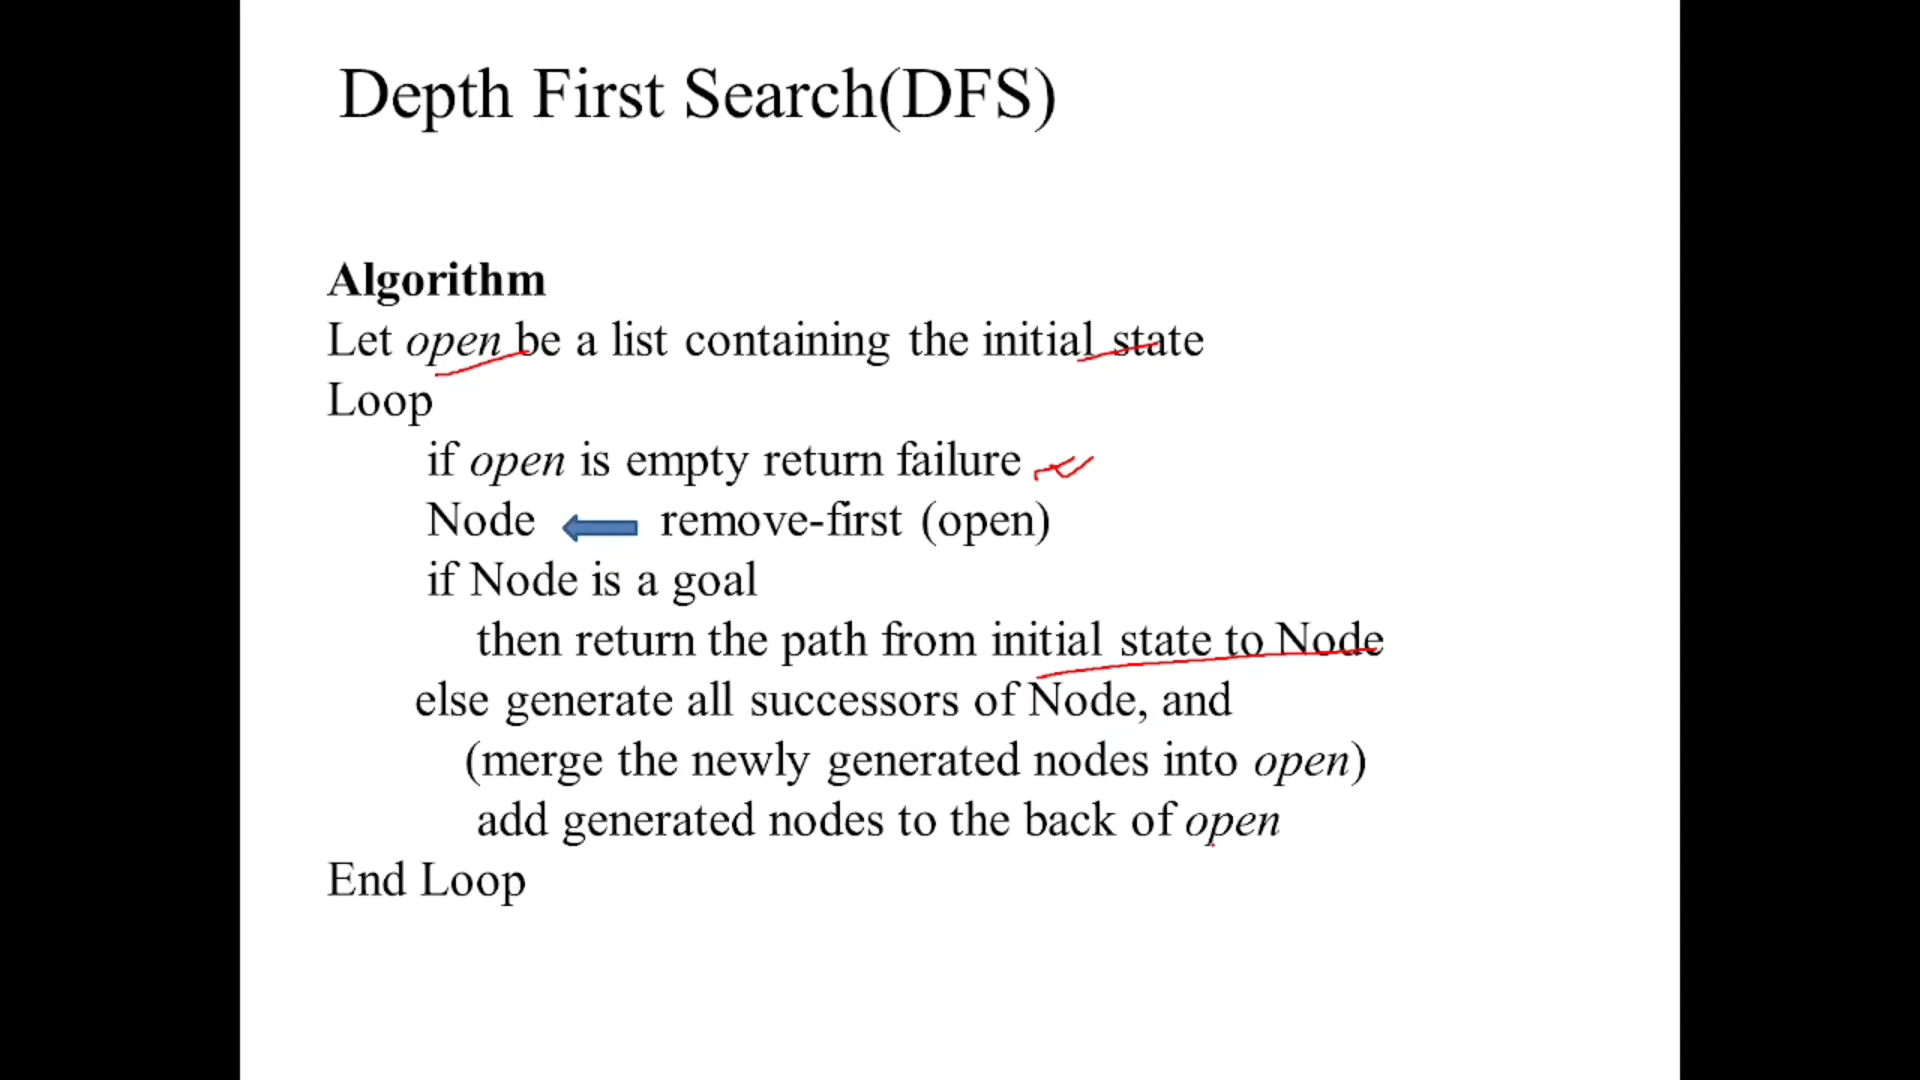 Depth First Search(DFS)
Algorithm
Let open be a list containing the initial state
Loop
if open is empty return failure
Node remove-first (open)
if Node is a goal
then return the path from initial state to Node
else generate all successors of Node, and
(merge the newly generated nodes into open)
add generated nodes to the back of open
End Loop